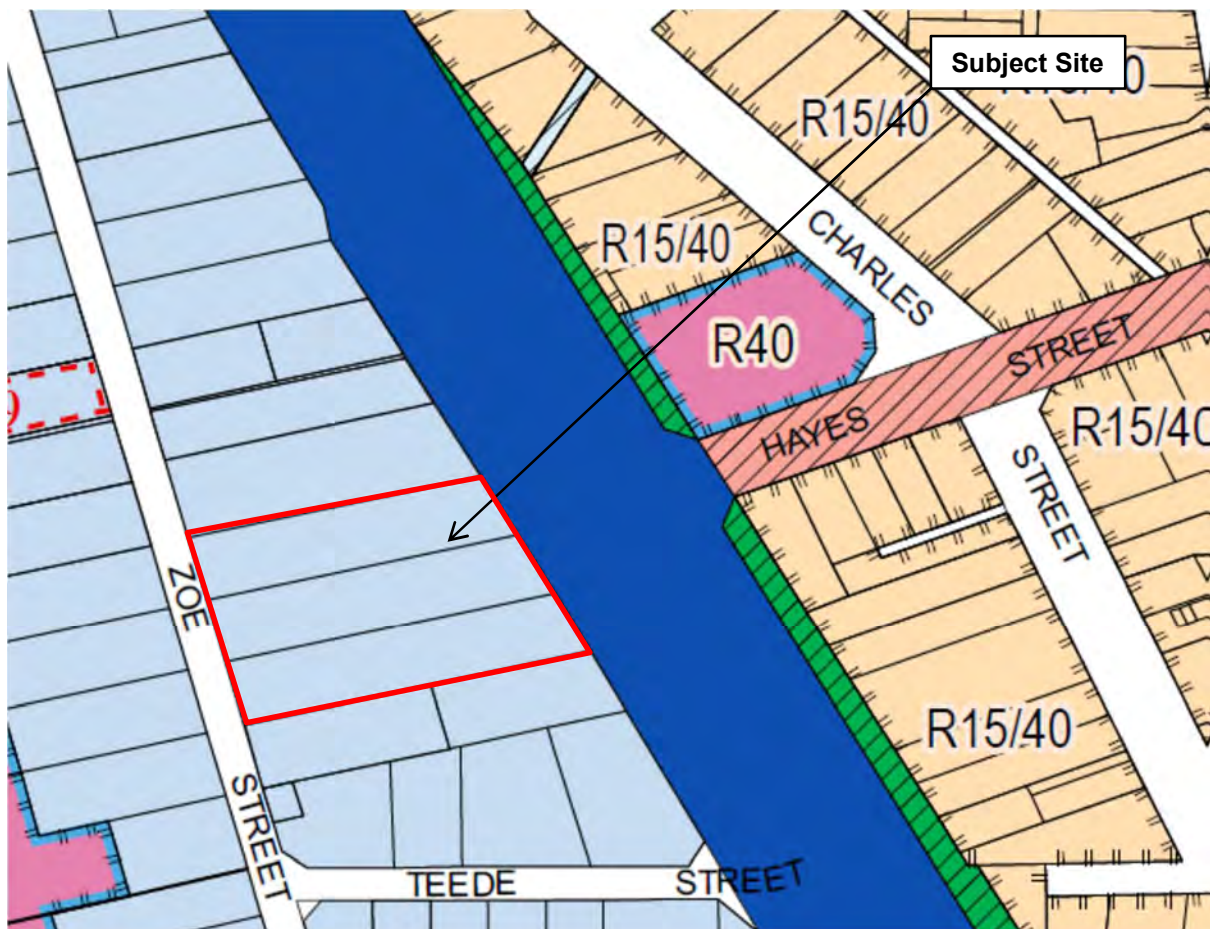 Subject Site
R15/40
R15/40
CHARLES
R40
STREET
HAYES
R15/40
STREET
ZOE
R15/40
STREET
TEEDE STREET